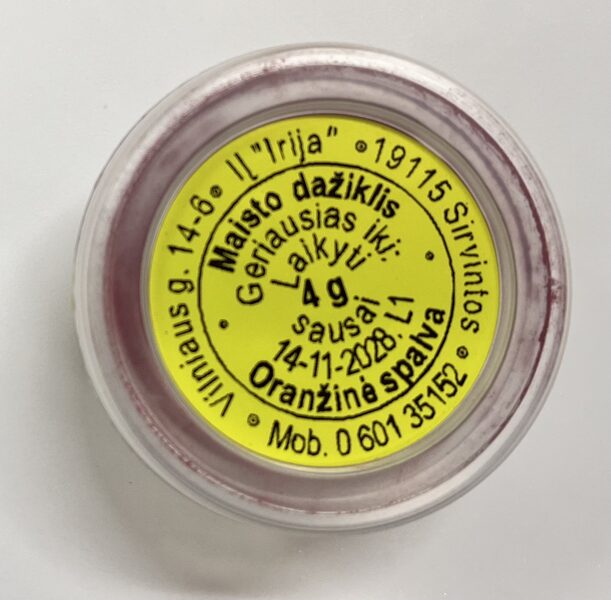 IĮ "Irija" 19115 Širvintos
Mob. 0 601 35152
Vilniaus g. 14-6
Maisto dažiklis
Geriausias iki:
Laikyti
4 g
sausai
14-11-2028. L1
Oranžinė spalva